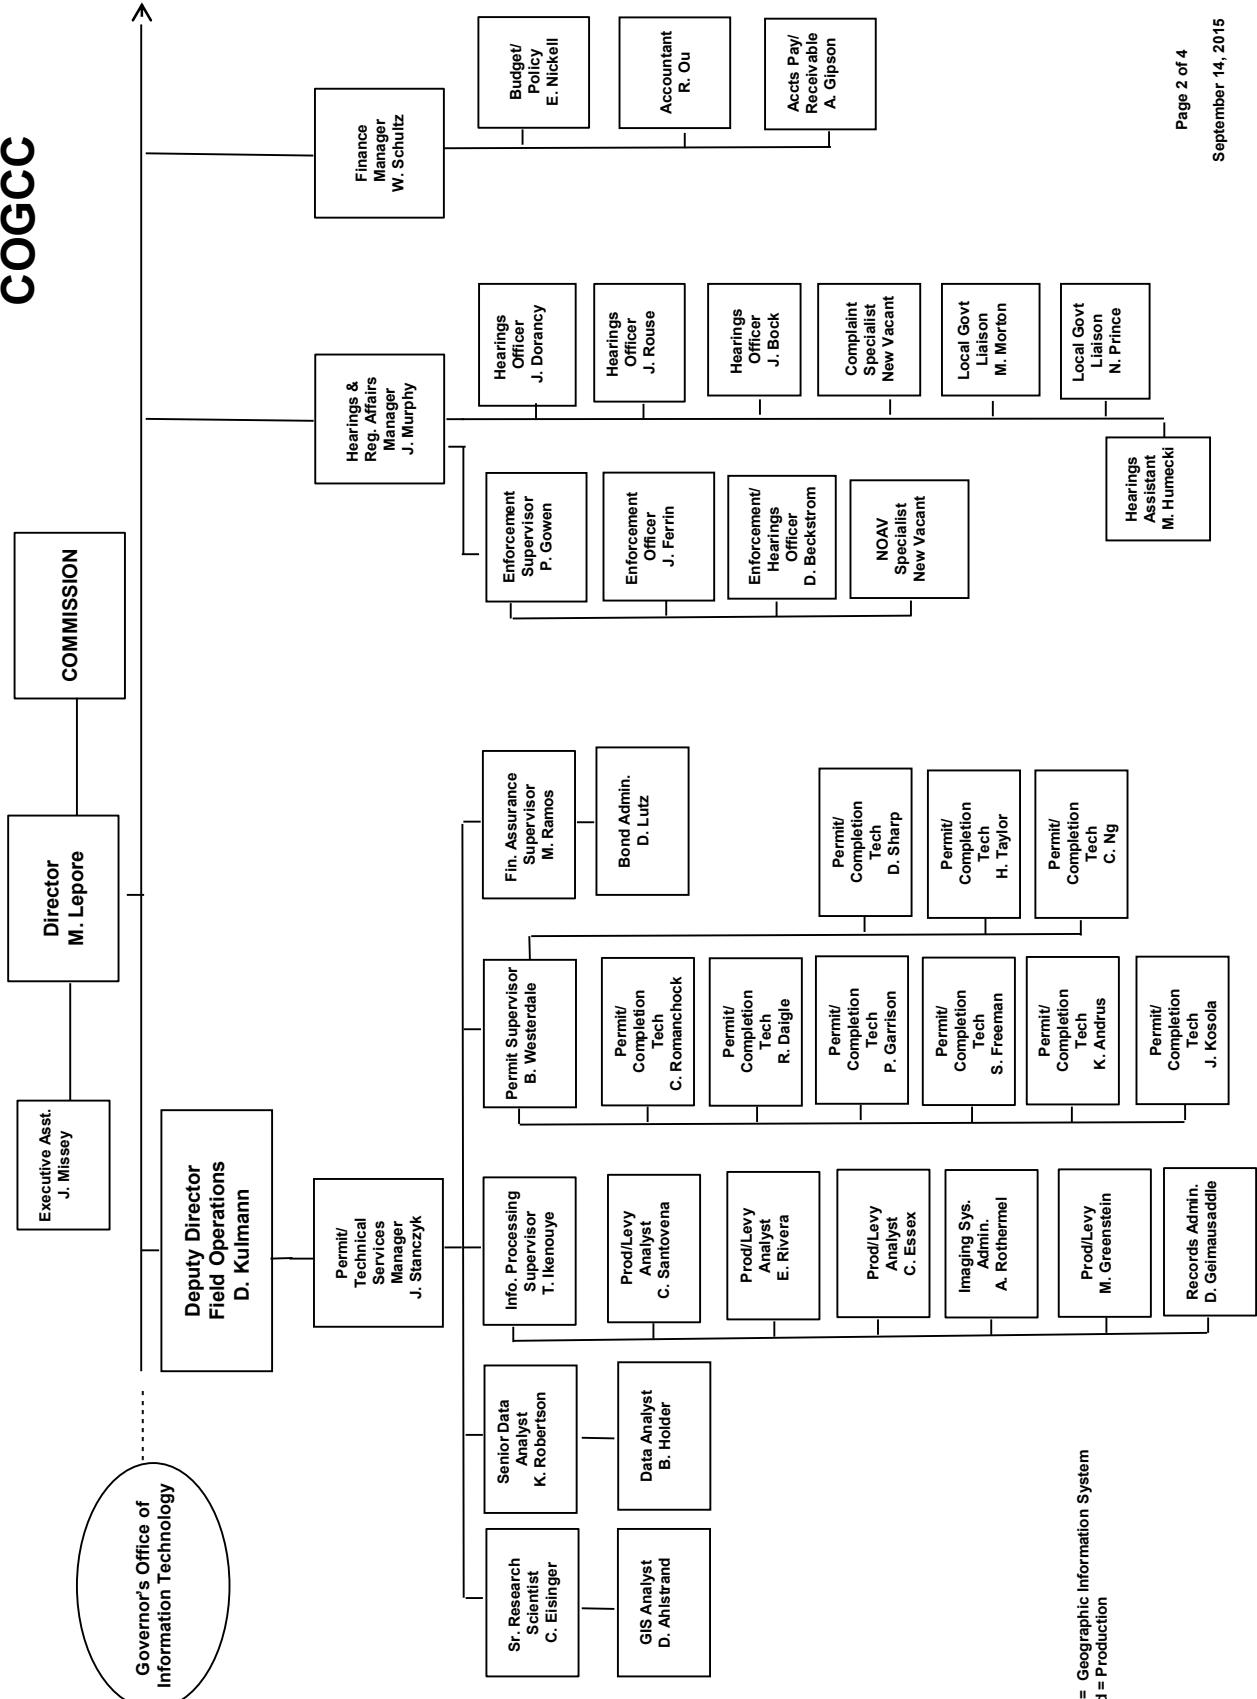 COGCC
COMMISSION
Director
M. Lepore
Executive Asst.
J. Missey
Governor's Office of
Information Technology
Deputy Director
Field Operations
D. Kulmann
Permit/
Technical
Services
Manager
J. Stanczyk
Hearings &
Reg. Affairs
Manager
J. Murphy
Finance
Manager
W. Schultz
Sr. Research
Scientist
C. Eisinger
GIS Analyst
D. Ahlstrand
Senior Data
Analyst
K. Robertson
Data Analyst
B. Holder
Info. Processing
Supervisor
T. Ikenouye
Prod/Levy
Analyst
C. Santovena
Prod/Levy
Analyst
E. Rivera
Prod/Levy
Analyst
C. Essex
Imaging Sys.
Admin.
A. Rothermel
Prod/Levy
M. Greenstein
Records Admin.
D. Geimausaddle
Permit Supervisor
B. Westerdale
Permit/
Completion
Tech
C. Romanchock
Permit/
Completion
Tech
R. Daigle
Permit/
Completion
Tech
P. Garrison
Permit/
Completion
Tech
S. Freeman
Permit/
Completion
Tech
K. Andrus
Permit/
Completion
Tech
J. Kosola
Fin. Assurance
Supervisor
M. Ramos
Bond Admin.
D. Lutz
Permit/
Completion
Tech
D. Sharp
Permit/
Completion
Tech
H. Taylor
Permit/
Completion
Tech
C. Ng
Enforcement
Supervisor
P. Gowen
Enforcement
Officer
J. Ferrin
Enforcement/
Hearings
Officer
D. Beckstrom
NOAV
Specialist
New Vacant
Hearings
Officer
J. Dorancy
Hearings
Officer
J. Rouse
Hearings
Officer
J. Bock
Complaint
Specialist
New Vacant
Local Govt
Liaison
M. Morton
Local Govt
Liaison
N. Prince
Hearings
Assistant
M. Humecki
Budget/
Policy
E. Nickell
Accountant
R. Ou
Accts Pay/
Receivable
A. Gipson
= Geographic Information System
d = Production
Page 2 of 4
September 14, 2015